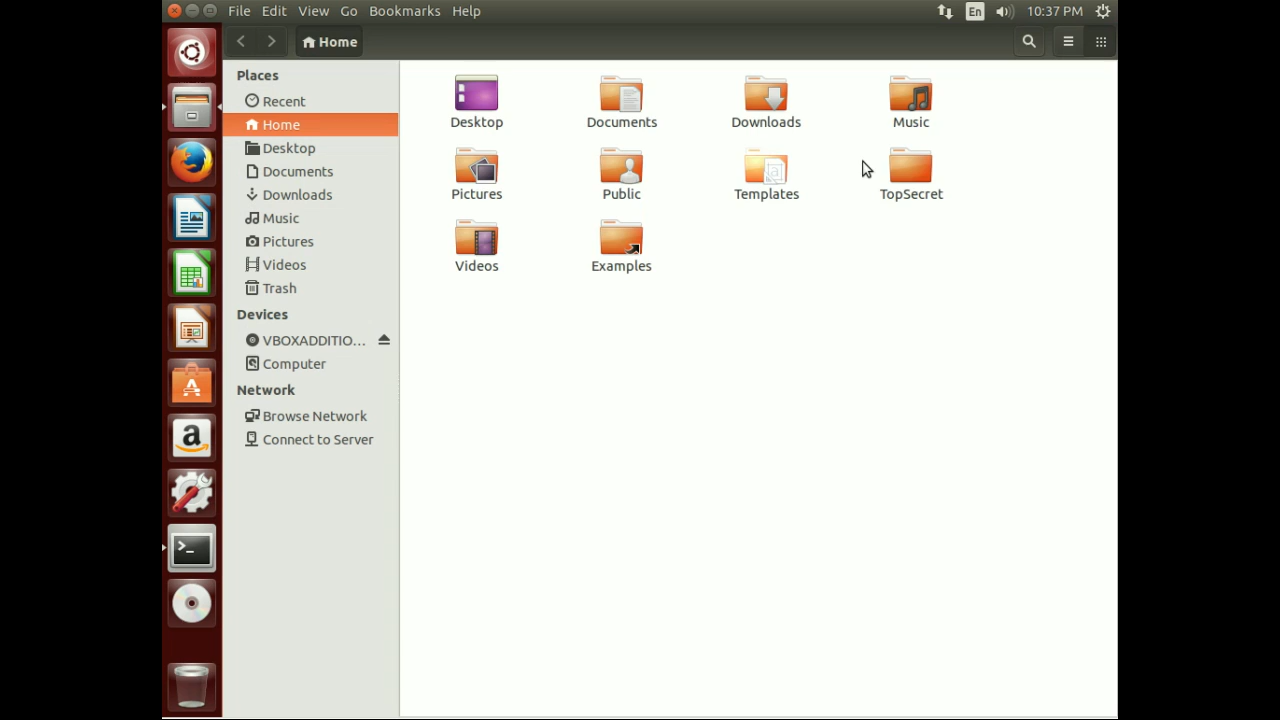 File Edit View Go Bookmarks Help
En
10:37 PM
Home
Places
Recent
Home
Desktop
Documents
Downloads
Music
Pictures
Videos
Trash
Devices
VBOXADDITIO...
Computer
Network
Browse Network
Connect to Server
Desktop Documents Downloads Music
Pictures Public Templates TopSecret
Videos Examples